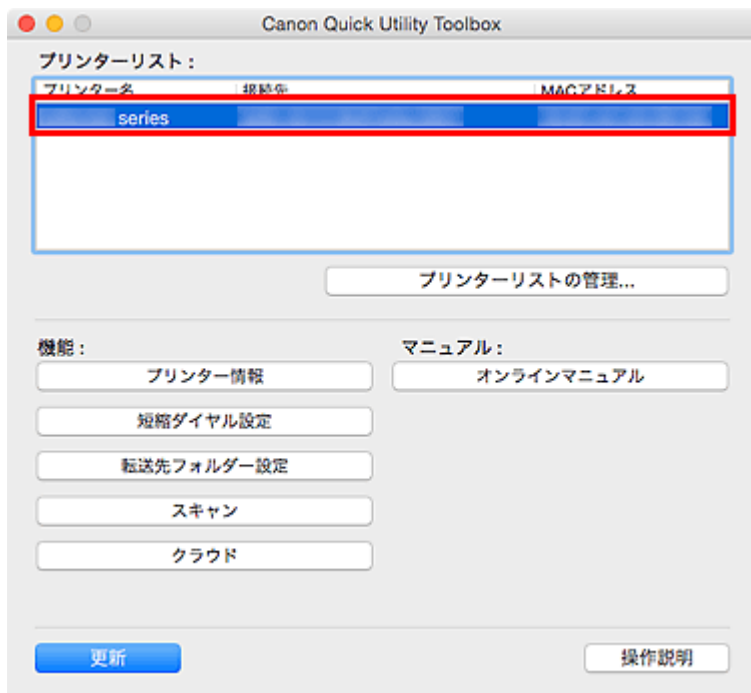 Canon Quick Utility Toolbox
プリンターリスト：
プリンター名 接続先 MACアドレス
series
プリンターリストの管理...
機能： マニュアル：
プリンター情報 オンラインマニュアル
短縮ダイヤル設定
転送先フォルダー設定
スキャン
クラウド
更新 操作説明